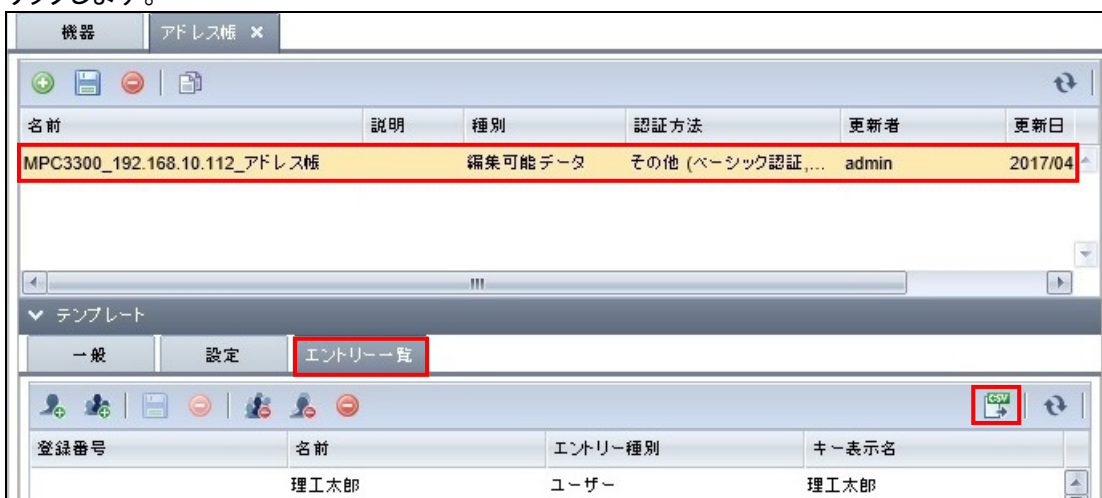 クリックします。
機器 アドレス帳 ×
名前 説明 種別 認証方法 更新者 更新日
MPC3300_192.168.10.112_アドレス帳 編集可能データ その他 (ベーシック認証,... admin 2017/04
テンプレート
一般 設定 エントリー一覧
CSV
登録番号 名前 エントリー種別 キー表示名
理工太郎 ユーザー 理工太郎